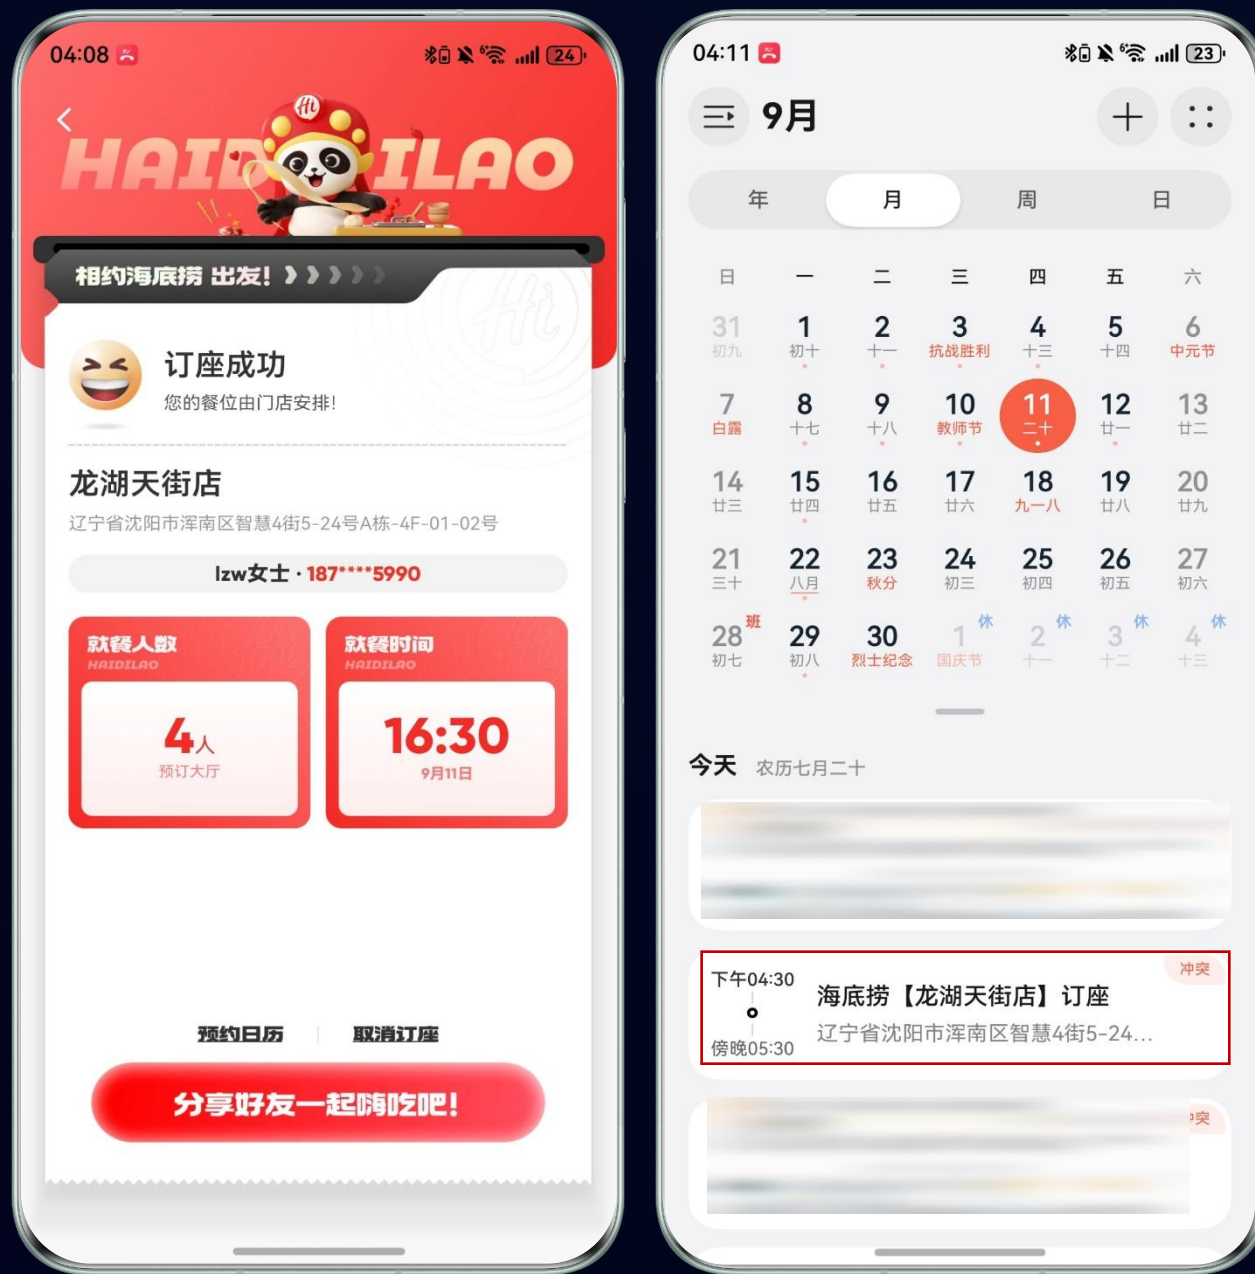 04:08
24
Hi
HAIDILAO
相约海底捞 出发!
Hi
订座成功
您的餐位由门店安排!
龙湖天街店
辽宁省沈阳市浑南区智慧4街5-24号A栋-4F-01-02号
lzw女士 · 187****5990
就餐人数
HAIDILAO
4人
预订大厅
就餐时间
HAIDILAO
16:30
9月11日
预约日历
取消订座
分享好友一起嗨吃吧!
04:11
23
9月
年 月 周 日
日 一 二 三 四 五 六
31 1 2 3 4 5 6
初九 初十 十一 抗战胜利 十三 十四 中元节
7 8 9 10 11 12 13
白露 十七 十八 教师节 二十 廿一 廿二
14 15 16 17 18 19 20
廿三 廿四 廿五 廿六 九一八 廿八 廿九
21 22 23 24 25 26 27
三十 八月 秋分 初三 初四 初五 初六
28 班 29 30 1 休 2 休 3 休 4 休
初七 初八 烈士纪念 国庆节 十一 十二 十三
今天 农历七月二十
冲突
下午04:30
海底捞【龙湖天街店】订座
辽宁省沈阳市浑南区智慧4街5-24...
傍晚05:30
突